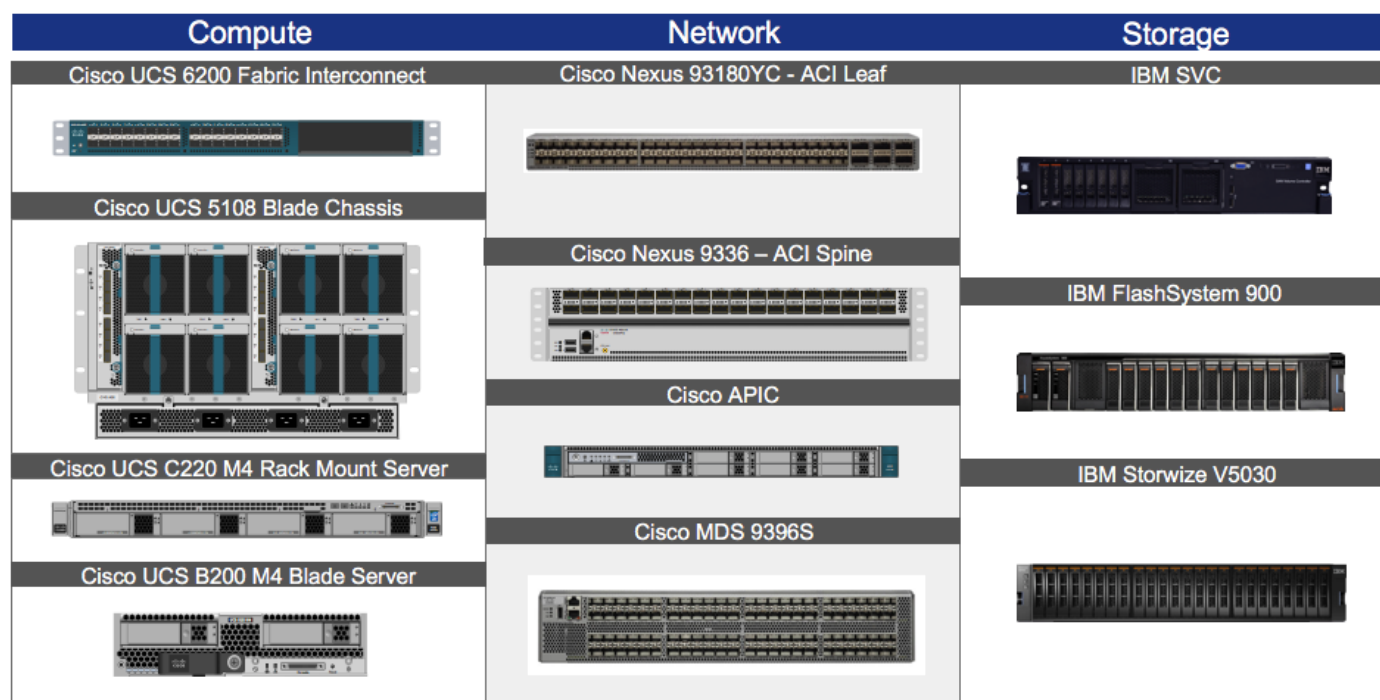 Compute
Network
Storage
Cisco UCS 6200 Fabric Interconnect
Cisco UCS 5108 Blade Chassis
Cisco UCS C220 M4 Rack Mount Server
Cisco UCS B200 M4 Blade Server
Cisco Nexus 93180YC - ACI Leaf
Cisco Nexus 9336 – ACI Spine
Cisco APIC
Cisco MDS 9396S
IBM SVC
IBM
IBM FlashSystem 900
IBM Storwize V5030
IBM